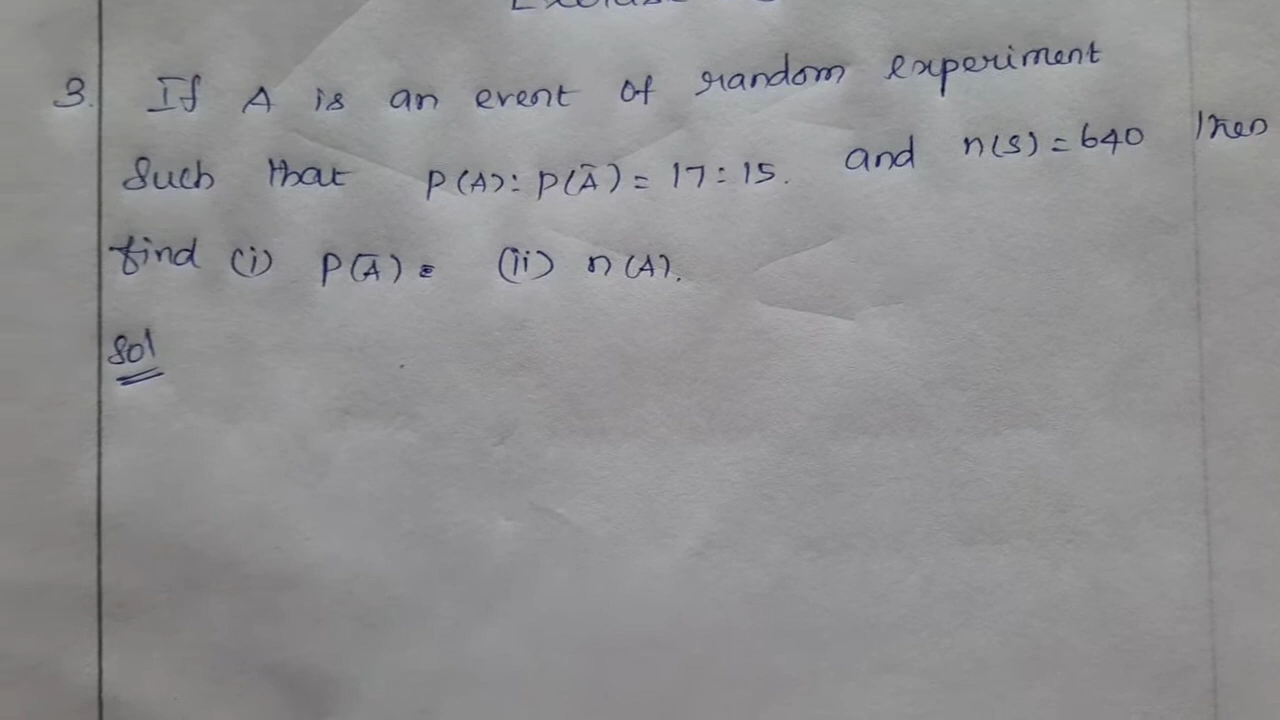 3. If A is an event of random experiment
Such that P(A): P(Ā) = 17:15. and n(S) = 640 then
find (i) P(Ā) = (ii) n(A).
Sol